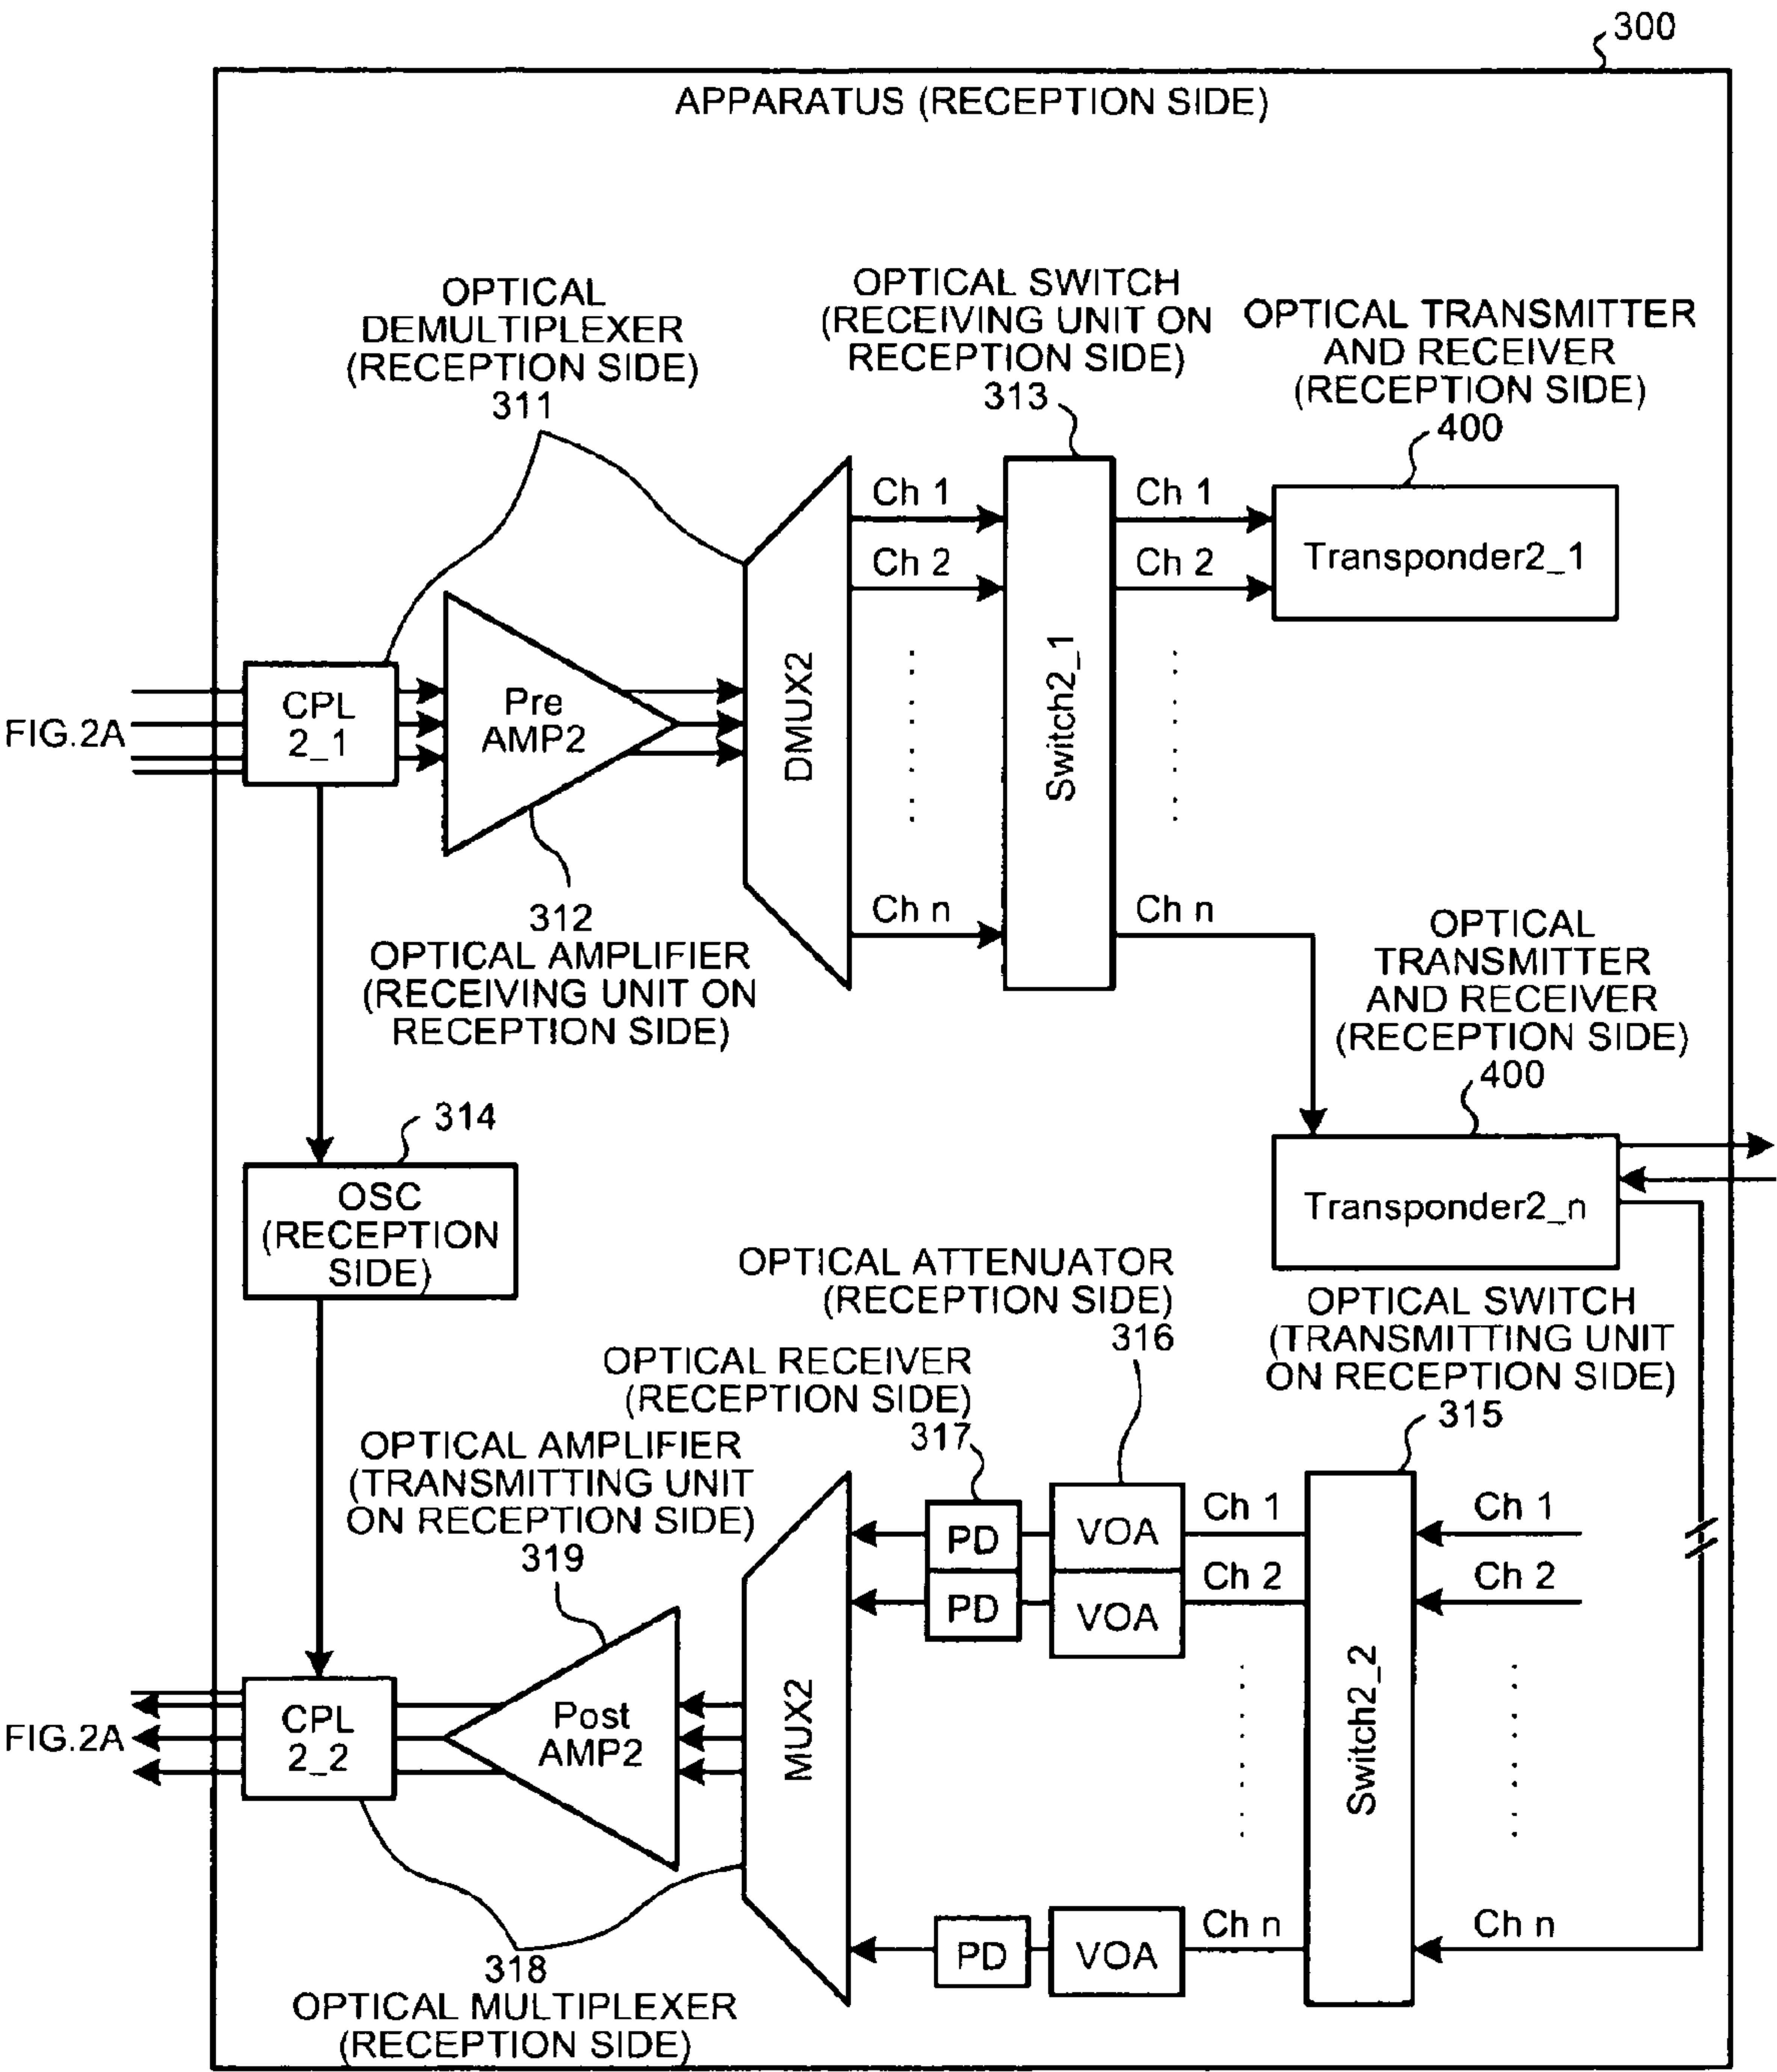 300
APPARATUS (RECEPTION SIDE)
OPTICAL
DEMULTIPLEXER
(RECEPTION SIDE)
311
OPTICAL SWITCH
(RECEIVING UNIT ON
RECEPTION SIDE)
313
OPTICAL TRANSMITTER
AND RECEIVER
(RECEPTION SIDE)
400
Ch 1
Ch 2
Ch n
Ch 1
Ch 2
Ch n
Transponder2_1
FIG.2A
CPL
2_1
Pre
AMP2
DMUX2
Switch2_1
312
OPTICAL AMPLIFIER
(RECEIVING UNIT ON
RECEPTION SIDE)
OPTICAL
TRANSMITTER
AND RECEIVER
(RECEPTION SIDE)
400
Transponder2_n
314
OSC
(RECEPTION
SIDE)
OPTICAL ATTENUATOR
(RECEPTION SIDE)
316
OPTICAL SWITCH
(TRANSMITTING UNIT
ON RECEPTION SIDE)
315
OPTICAL RECEIVER
(RECEPTION SIDE)
317
OPTICAL AMPLIFIER
(TRANSMITTING UNIT
ON RECEPTION SIDE)
319
PD
VOA
Ch 1
Ch 1
PD
VOA
Ch 2
Ch 2
FIG.2A
CPL
2_2
Post
AMP2
MUX2
Switch2_2
PD
VOA
Ch n
Ch n
318
OPTICAL MULTIPLEXER
(RECEPTION SIDE)